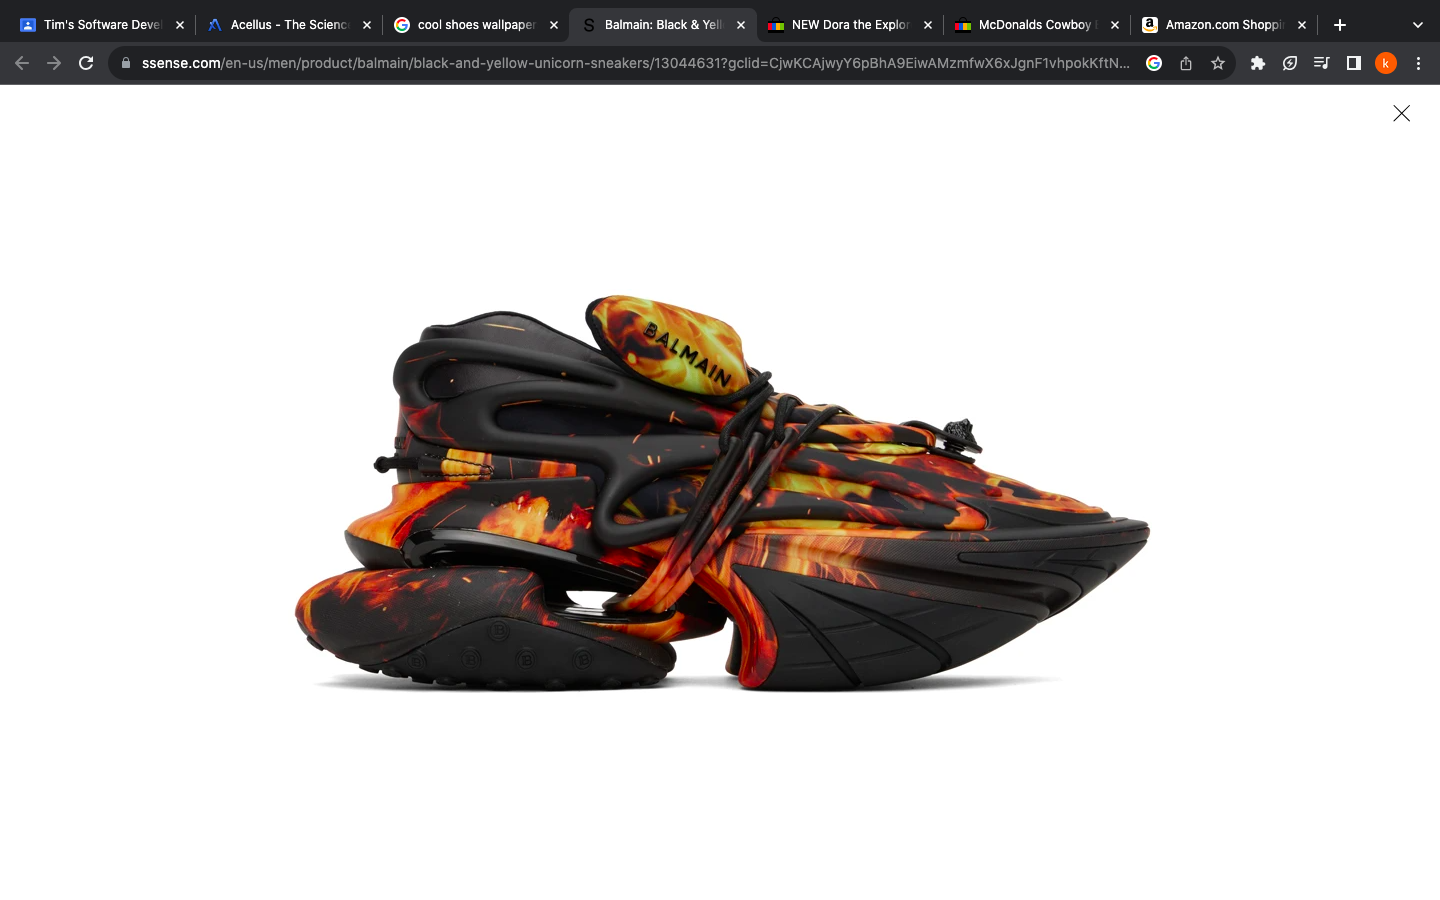 Tim's Software Devel
Acellus - The Science
cool shoes wallpaper
Balmain: Black & Yell
NEW Dora the Explor
McDonalds Cowboy
Amazon.com Shoppi
ssense.com/en-us/men/product/balmain/black-and-yellow-unicorn-sneakers/13044631?gclid=CjwKCAjwyY6pBhA9EiwAMzmfwX6xJgnF1vhpokKftN...
k
BALMAIN